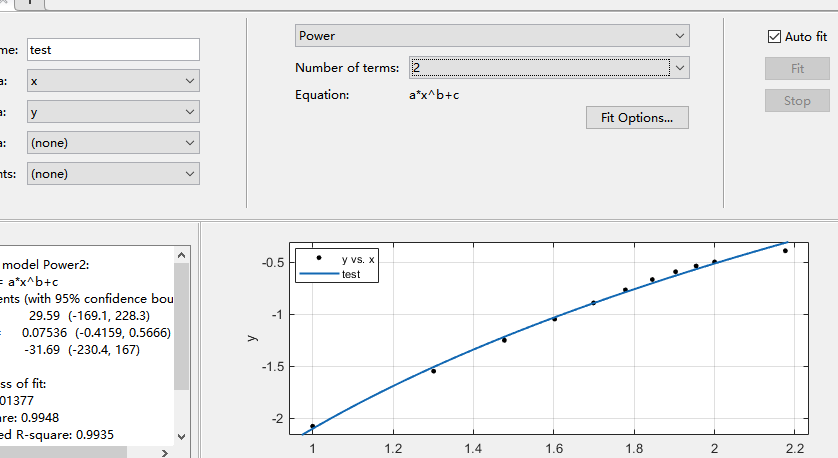 me: test
Power
Auto fit
a: x
Number of terms: 2
Fit
a: y
Equation: a*x^b+c
Stop
a: (none)
Fit Options...
nts: (none)
model Power2:
= a*x^b+c
ents (with 95% confidence bou
29.59 (-169.1, 228.3)
= 0.07536 (-0.4159, 0.5666)
-31.69 (-230.4, 167)
ss of fit:
01377
are: 0.9948
ed R-square: 0.9935
y vs. x
test
-0.5
-1
-1.5
-2
y
1 1.2 1.4 1.6 1.8 2 2.2